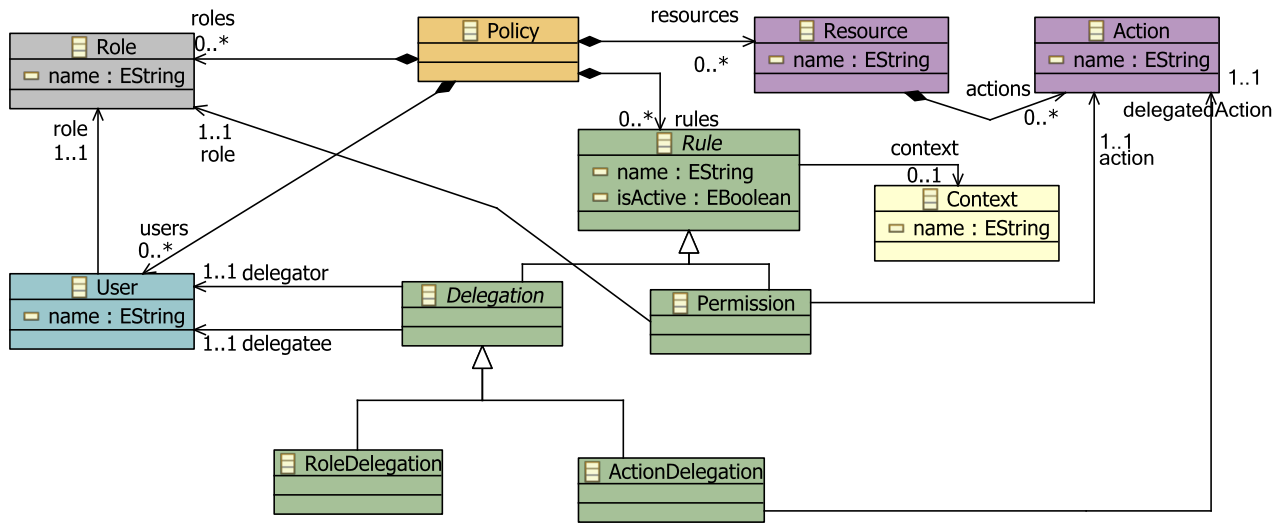 roles
0..*
Role
name : EString
Policy
resources
0..*
Resource
name : EString
Action
name : EString
actions
0..*
1..1
delegatedAction
role
1..1
1..1
role
0..*
rules
Rule
name : EString
isActive : EBoolean
context
0..1
Context
name : EString
1..1
action
users
0..*
User
name : EString
1..1 delegator
1..1 delegatee
Delegation
Permission
RoleDelegation
ActionDelegation